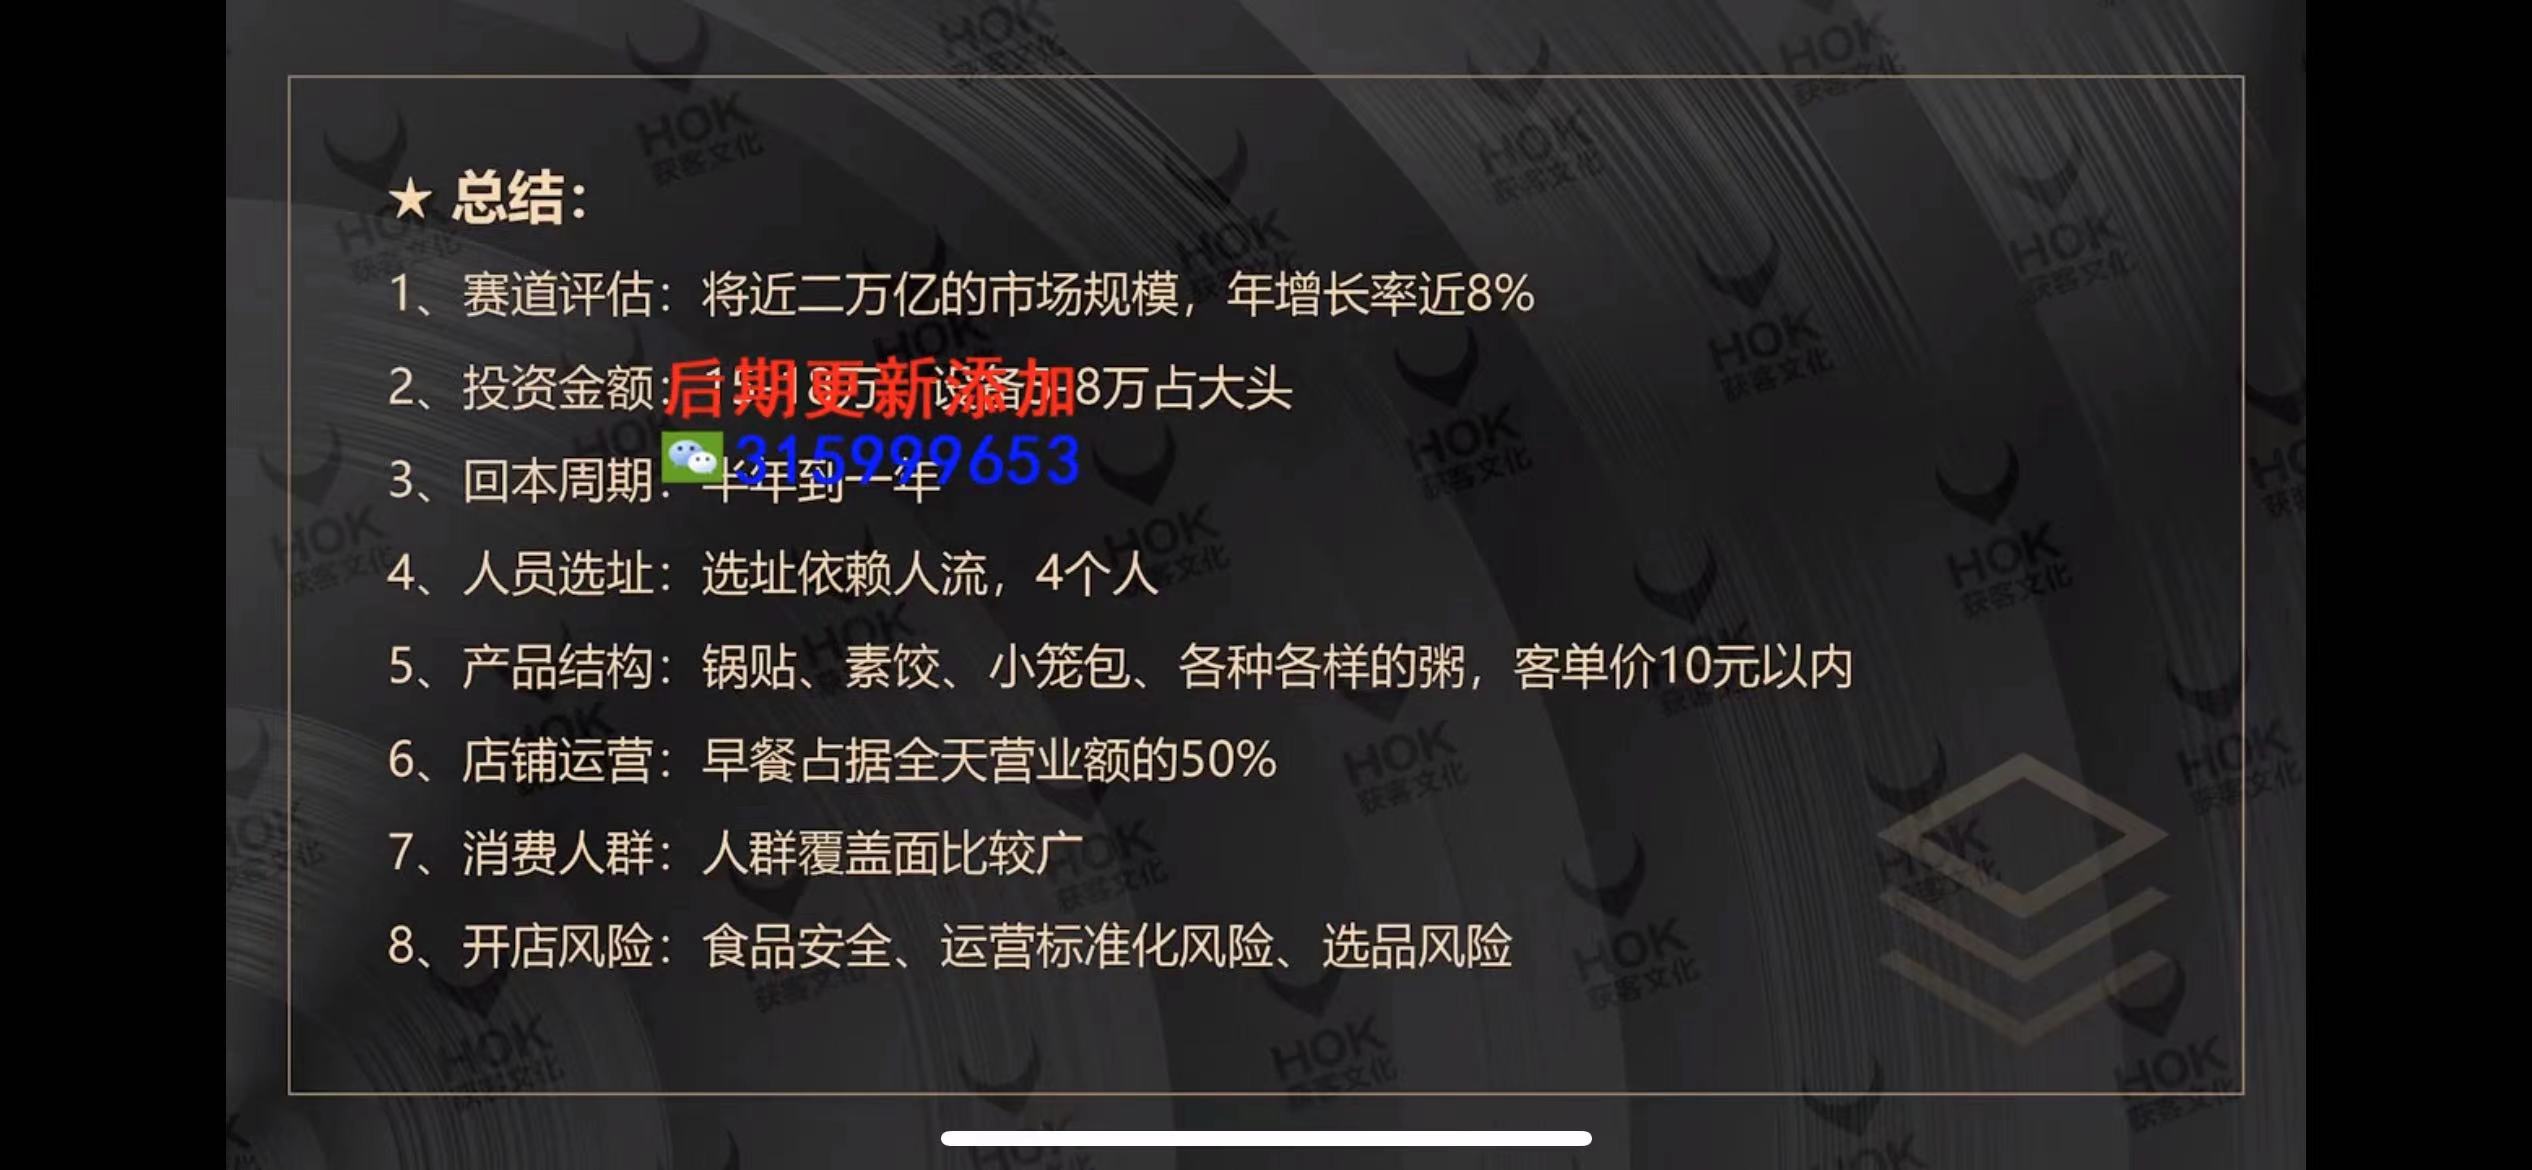 ★ 总结：
1、赛道评估：将近二万亿的市场规模，年增长率近8%
2、投资金额：15-18万，设备5-8万占大头
后期更新添加
315999653
3、回本周期：半年到一年
4、人员选址：选址依赖人流，4个人
5、产品结构：锅贴、素饺、小笼包、各种各样的粥，客单价10元以内
6、店铺运营：早餐占据全天营业额的50%
7、消费人群：人群覆盖面比较广
8、开店风险：食品安全、运营标准化风险、选品风险
HOK
获客文化